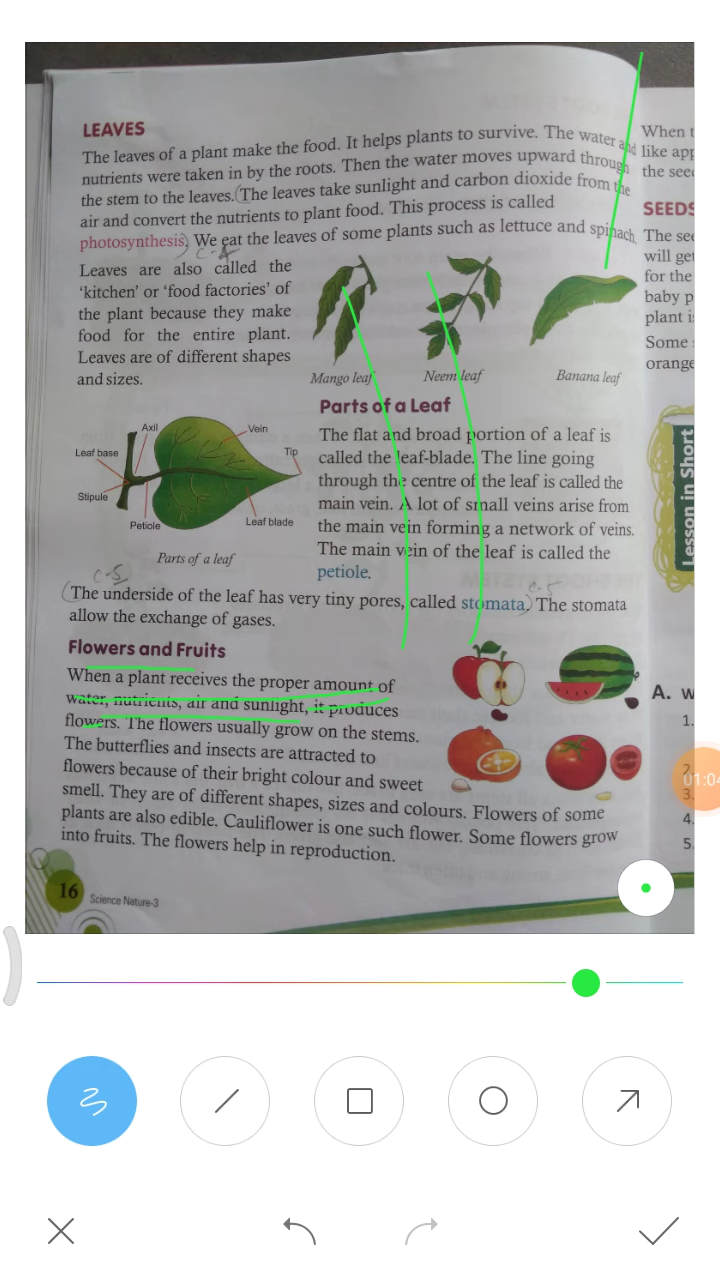 LEAVES
The leaves of a plant make the food. It helps plants to survive. The water and
nutrients were taken in by the roots. Then the water moves upward through
the stem to the leaves. (The leaves take sunlight and carbon dioxide from the
air and convert the nutrients to plant food. This process is called
photosynthesis.) We eat the leaves of some plants such as lettuce and spinach.
C-4
Leaves are also called the
'kitchen' or 'food factories' of
the plant because they make
food for the entire plant.
Leaves are of different shapes
and sizes.
Mango leaf
Neem leaf
Banana leaf
Axil
Vein
Leaf base
Tip
Stipule
Petiole
Leaf blade
Parts of a leaf
Parts of a Leaf
The flat and broad portion of a leaf is
called the leaf-blade. The line going
through the centre of the leaf is called the
main vein. A lot of small veins arise from
the main vein forming a network of veins.
The main vein of the leaf is called the
petiole.
C-5
C-5
(The underside of the leaf has very tiny pores, called stomata.) The stomata
allow the exchange of gases.
Flowers and Fruits
When a plant receives the proper amount of
water, nutrients, air and sunlight, it produces
flowers. The flowers usually grow on the stems.
The butterflies and insects are attracted to
flowers because of their bright colour and sweet
smell. They are of different shapes, sizes and colours. Flowers of some
plants are also edible. Cauliflower is one such flower. Some flowers grow
into fruits. The flowers help in reproduction.
16
Science Nature-3
When t
like app
the see
SEEDS
The see
will get
for the
baby p
plant is
Some
orange
Lesson in Short
A. W
1.
2.
3.
4.
5.
01:04